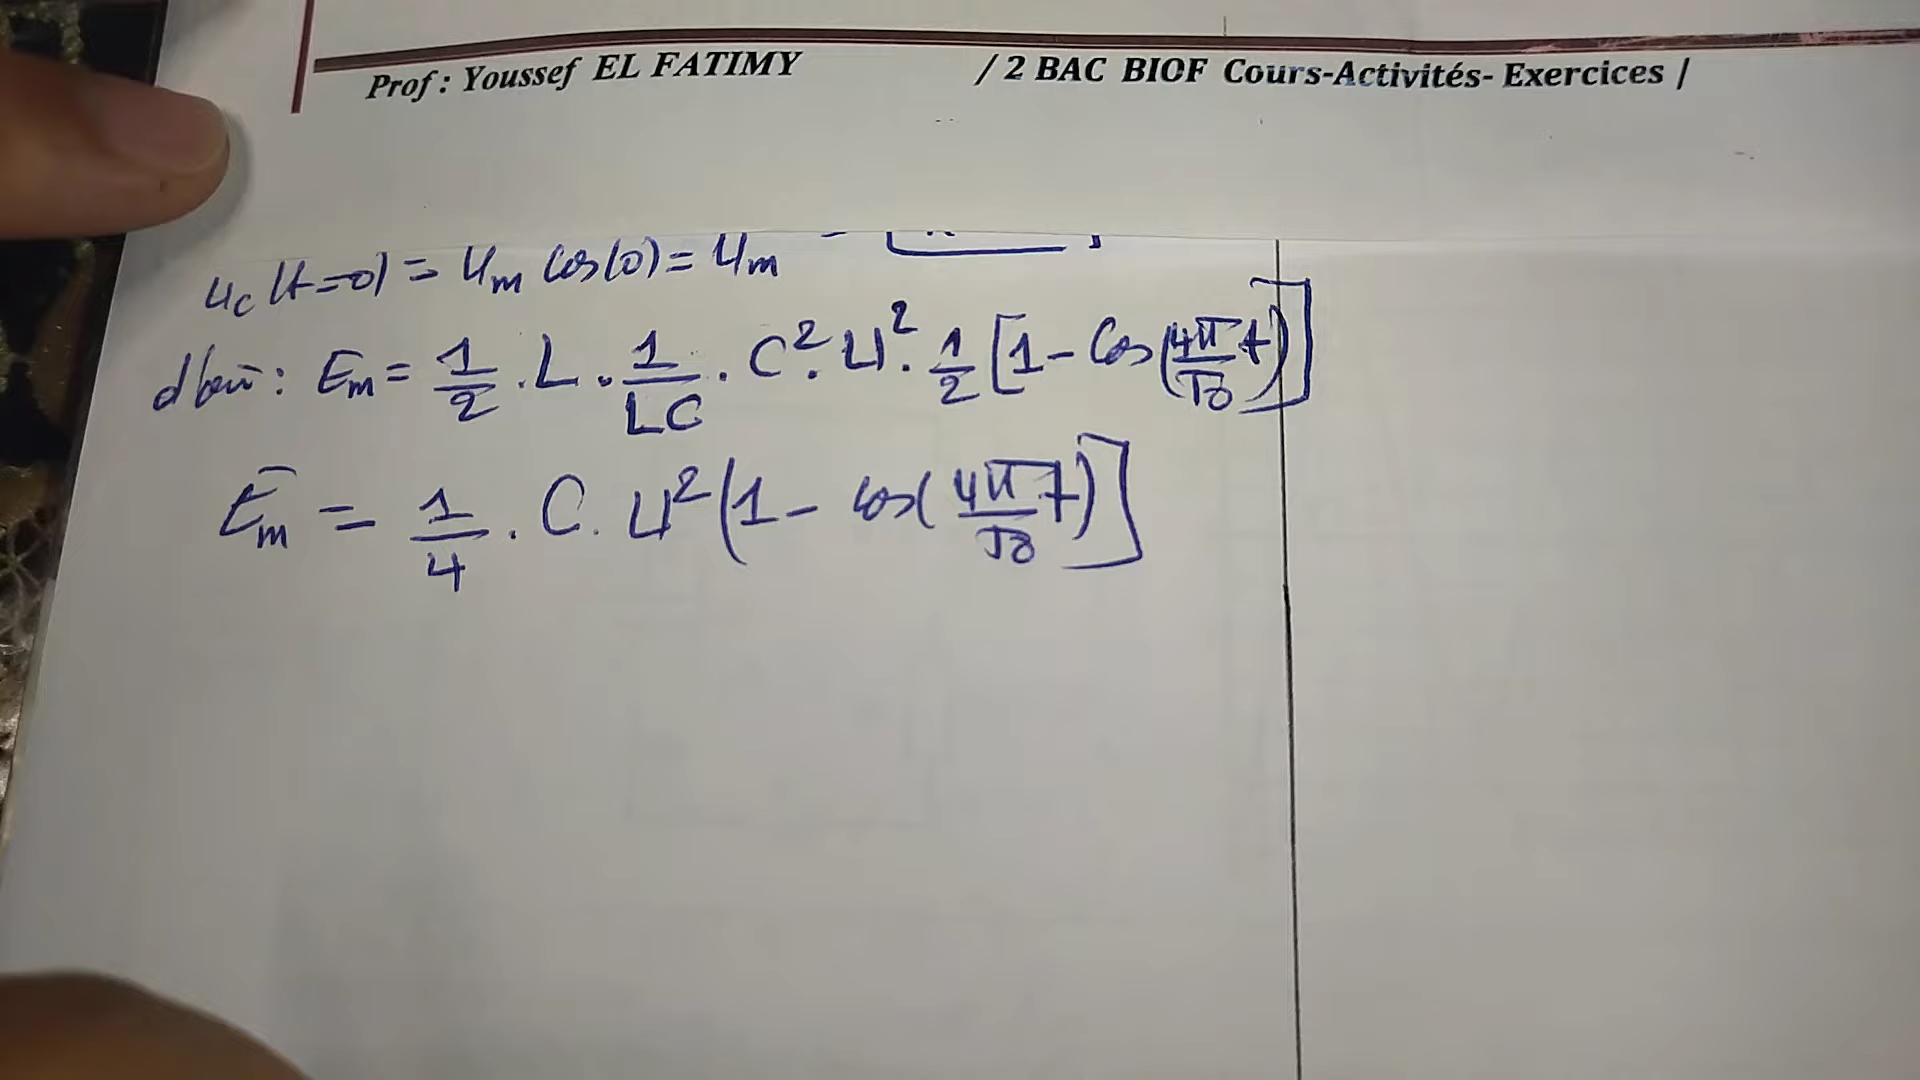 Prof : Youssef EL FATIMY / 2 BAC BIOF Cours-Activités- Exercices /
u_c(t=0) = U_m cos(0) = U_m
E_m = 1/2 . L . 1/LC . C² . U² . 1/2 [1 - Cos(4π/T0 t)]
E_m = 1/4 . C . U² (1 - cos(4π/T0 t)]